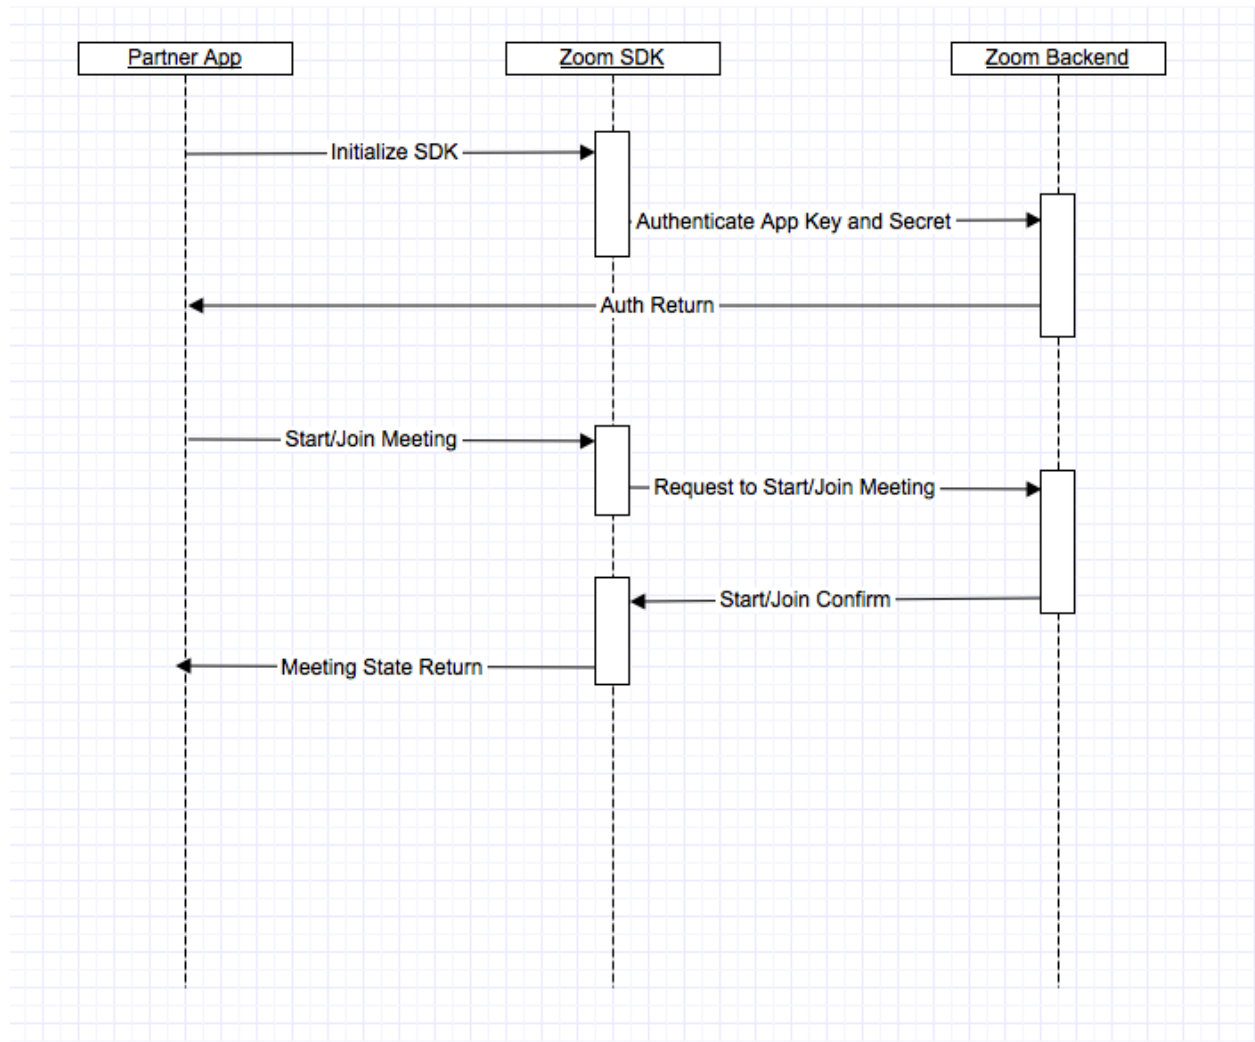 Partner App
Zoom SDK
Zoom Backend
Initialize SDK
Authenticate App Key and Secret
Auth Return
Start/Join Meeting
Request to Start/Join Meeting
Start/Join Confirm
Meeting State Return